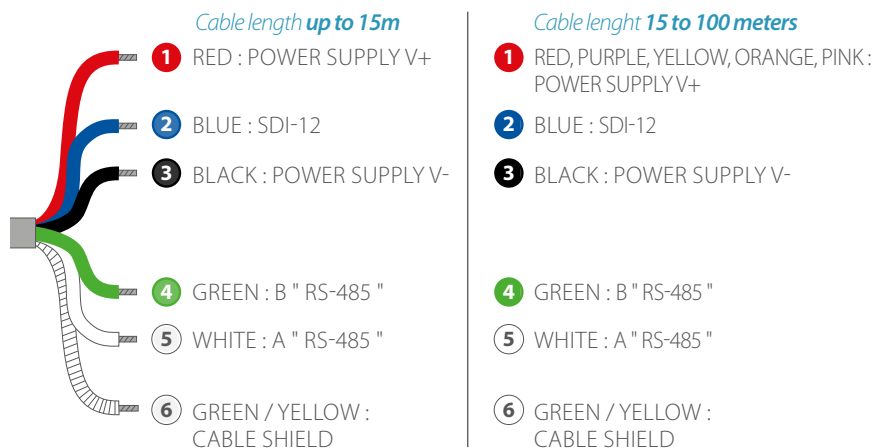 Cable length up to 15m
1 RED : POWER SUPPLY V+
2 BLUE : SDI-12
3 BLACK : POWER SUPPLY V-
4 GREEN : B " RS-485 "
5 WHITE : A " RS-485 "
6 GREEN / YELLOW :
CABLE SHIELD
Cable lenght 15 to 100 meters
1 RED, PURPLE, YELLOW, ORANGE, PINK :
POWER SUPPLY V+
2 BLUE : SDI-12
3 BLACK : POWER SUPPLY V-
4 GREEN : B " RS-485 "
5 WHITE : A " RS-485 "
6 GREEN / YELLOW :
CABLE SHIELD